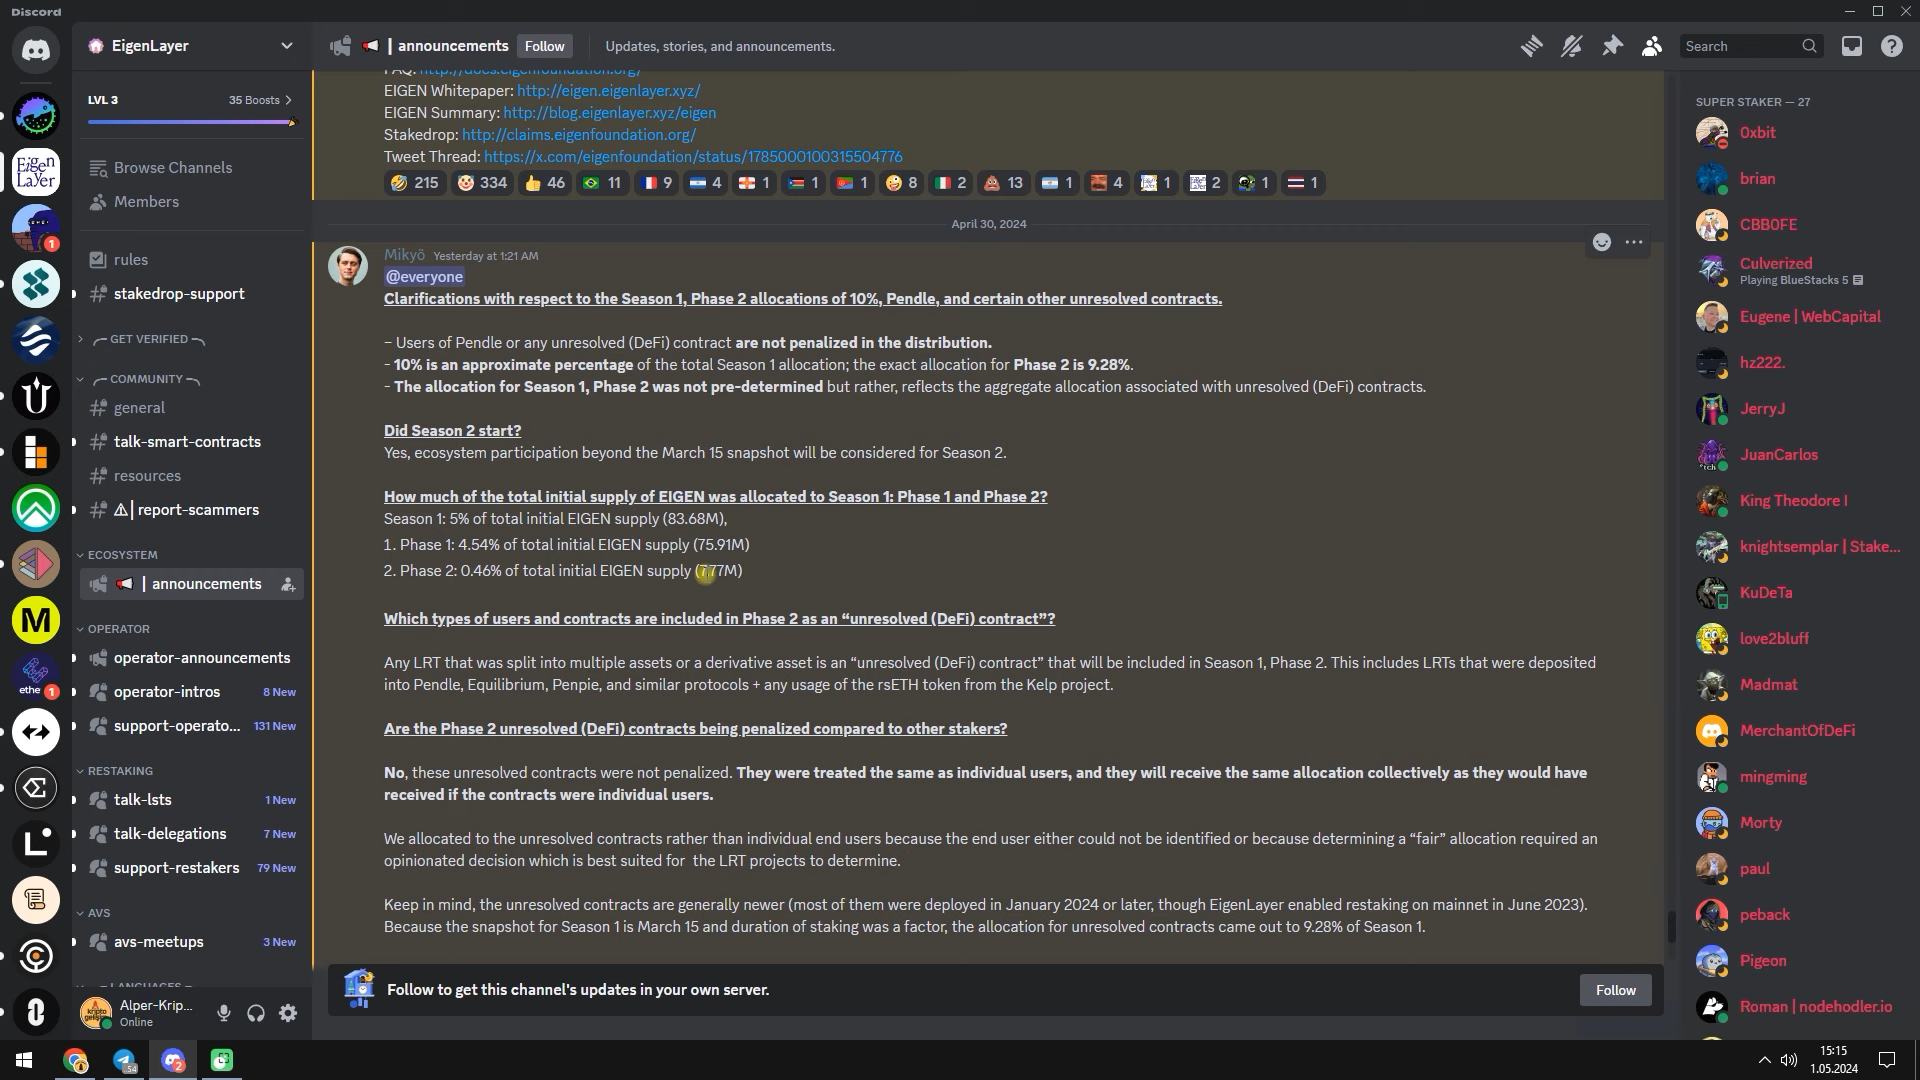 Discord
EigenLayer
| announcements
Follow
Updates, stories, and announcements.
Search
LVL 3
35 Boosts
Browse Channels
Members
rules
stakedrop-support
GET VERIFIED
COMMUNITY
general
talk-smart-contracts
resources
| report-scammers
ECOSYSTEM
| announcements
OPERATOR
operator-announcements
operator-intros
8 New
support-operato...
131 New
RESTAKING
talk-lsts
1 New
talk-delegations
7 New
support-restakers
79 New
AVS
avs-meetups
3 New
Alper-Krip...
Online
Eigen
Layer
1
M
ethe
1
FAQ: http://docs.eigenfoundation.org/
EIGEN Whitepaper: http://eigen.eigenlayer.xyz/
EIGEN Summary: http://blog.eigenlayer.xyz/eigen
Stakedrop: http://claims.eigenfoundation.org/
Tweet Thread: https://x.com/eigenfoundation/status/1785000100315504776
215 334 46 11 9 4 1 1 1 8 2 13 1 4 1 2 1 1
April 30, 2024
Mikyō Yesterday at 1:21 AM
@everyone
Clarifications with respect to the Season 1, Phase 2 allocations of 10%, Pendle, and certain other unresolved contracts.
– Users of Pendle or any unresolved (DeFi) contract are not penalized in the distribution.
- 10% is an approximate percentage of the total Season 1 allocation; the exact allocation for Phase 2 is 9.28%.
- The allocation for Season 1, Phase 2 was not pre-determined but rather, reflects the aggregate allocation associated with unresolved (DeFi) contracts.
Did Season 2 start?
Yes, ecosystem participation beyond the March 15 snapshot will be considered for Season 2.
How much of the total initial supply of EIGEN was allocated to Season 1: Phase 1 and Phase 2?
Season 1: 5% of total initial EIGEN supply (83.68M),
1. Phase 1: 4.54% of total initial EIGEN supply (75.91M)
2. Phase 2: 0.46% of total initial EIGEN supply (7.77M)
Which types of users and contracts are included in Phase 2 as an “unresolved (DeFi) contract”?
Any LRT that was split into multiple assets or a derivative asset is an “unresolved (DeFi) contract” that will be included in Season 1, Phase 2. This includes LRTs that were deposited
into Pendle, Equilibrium, Penpie, and similar protocols + any usage of the rsETH token from the Kelp project.
Are the Phase 2 unresolved (DeFi) contracts being penalized compared to other stakers?
No, these unresolved contracts were not penalized. They were treated the same as individual users, and they will receive the same allocation collectively as they would have
received if the contracts were individual users.
We allocated to the unresolved contracts rather than individual end users because the end user either could not be identified or because determining a “fair” allocation required an
opinionated decision which is best suited for the LRT projects to determine.
Keep in mind, the unresolved contracts are generally newer (most of them were deployed in January 2024 or later, though EigenLayer enabled restaking on mainnet in June 2023).
Because the snapshot for Season 1 is March 15 and duration of staking was a factor, the allocation for unresolved contracts came out to 9.28% of Season 1.
Follow to get this channel's updates in your own server.
Follow
SUPER STAKER — 27
0xbit
brian
CBB0FE
Culverized
Playing BlueStacks 5
Eugene | WebCapital
hz222.
JerryJ
JuanCarlos
King Theodore I
knightsemplar | Stake...
KuDeTa
love2bluff
Madmat
MerchantOfDeFi
mingming
Morty
paul
peback
Pigeon
Roman | nodehodler.io
54
2
15:15
1.05.2024